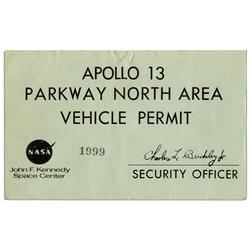 APOLLO 13
PARKWAY NORTH AREA
VEHICLE PERMIT
NASA
1999
Charles L. Buckley Jr
John F. Kennedy
Space Center
SECURITY OFFICER